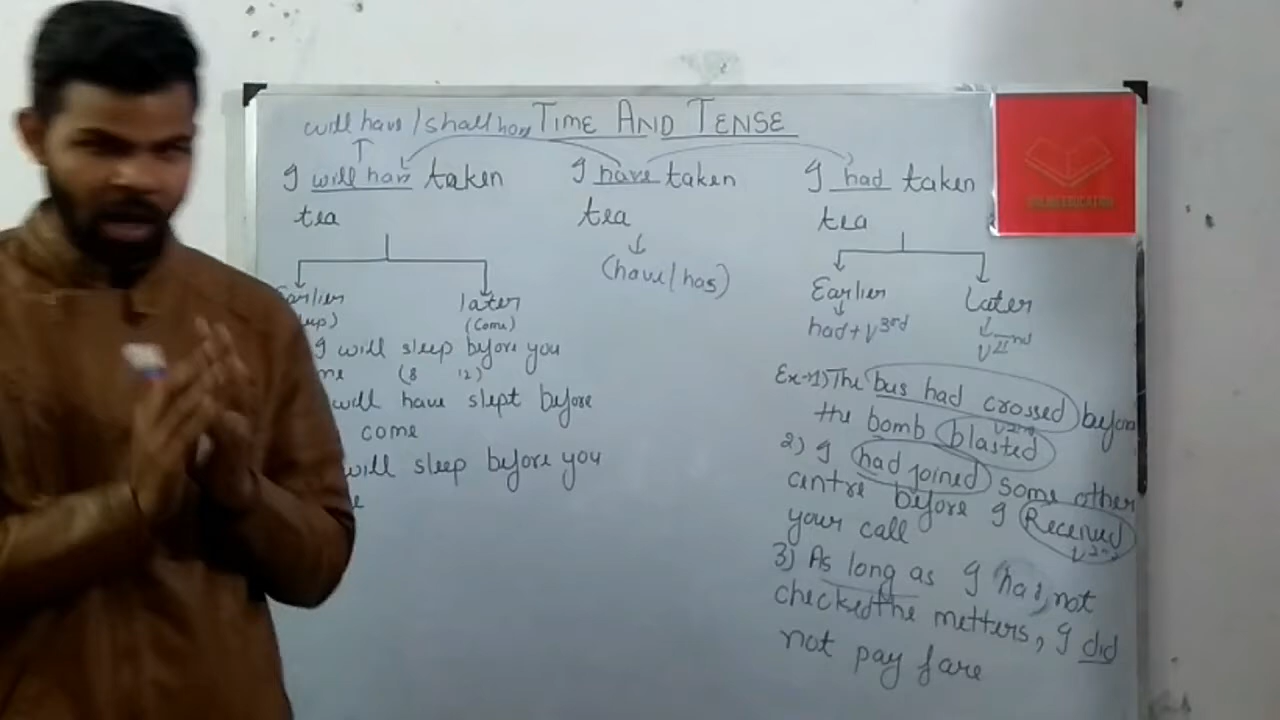 will have / shall have TIME AND TENSE
I will have taken
tea
Earlier
later
(come)
I will sleep before you
(8 12)
will have slept before
come
will sleep before you
I have taken
tea
(have/has)
I had taken
tea
Earlier
Later
had + V3rd
V2nd
Ex-1) The bus had crossed before
the bomb blasted
V2nd
2) I had joined some other
centre before I Received
your call
V2nd
3) As long as I had not
checked the metters, I did
not pay fare